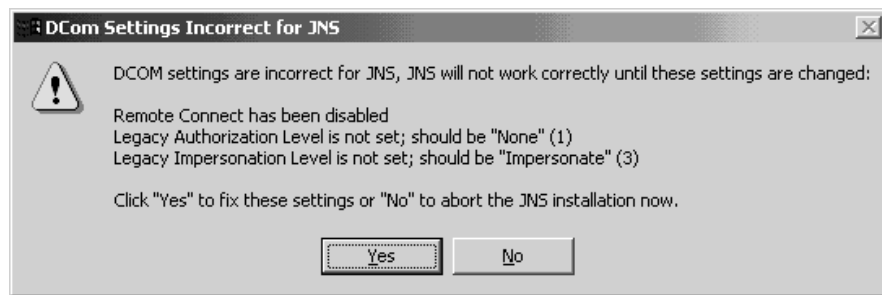 DCom Settings Incorrect for JNS
DCOM settings are incorrect for JNS, JNS will not work correctly until these settings are changed:
Remote Connect has been disabled
Legacy Authorization Level is not set; should be "None" (1)
Legacy Impersonation Level is not set; should be "Impersonate" (3)
Click "Yes" to fix these settings or "No" to abort the JNS installation now.
Yes No